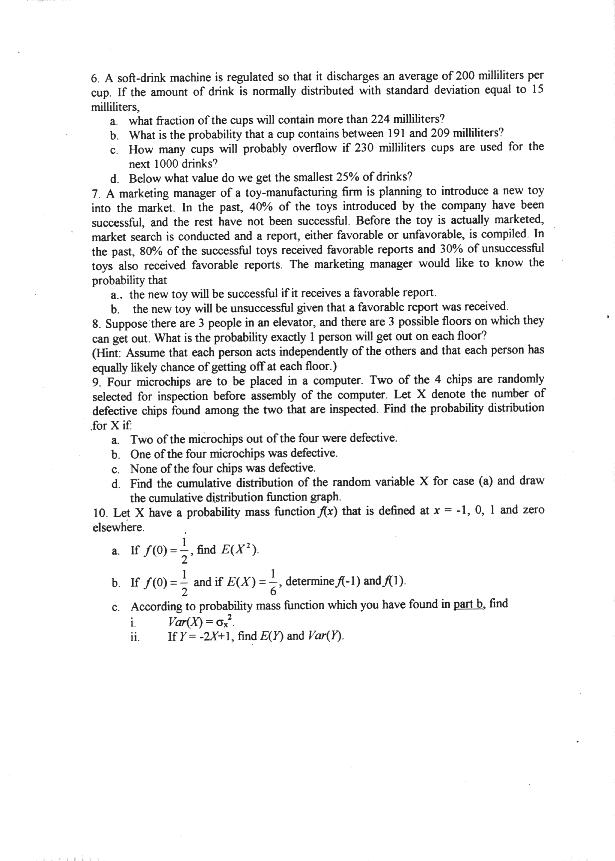 6. A soft-drink machine is regulated so that it discharges an average of 200 milliliters per
cup. If the amount of drink is normally distributed with standard deviation equal to 15
milliliters,
a. what fraction of the cups will contain more than 224 milliliters?
b. What is the probability that a cup contains between 191 and 209 milliliters?
c. How many cups will probably overflow if 230 milliliters cups are used for the
next 1000 drinks?
d. Below what value do we get the smallest 25% of drinks?
7. A marketing manager of a toy-manufacturing firm is planning to introduce a new toy
into the market. In the past, 40% of the toys introduced by the company have been
successful, and the rest have not been successful. Before the toy is actually marketed,
market search is conducted and a report, either favorable or unfavorable, is compiled. In
the past, 80% of the successful toys received favorable reports and 30% of unsuccessful
toys also received favorable reports. The marketing manager would like to know the
probability that
a.. the new toy will be successful if it receives a favorable report.
b. the new toy will be unsuccessful given that a favorable report was received.
8. Suppose there are 3 people in an elevator, and there are 3 possible floors on which they
can get out. What is the probability exactly 1 person will get out on each floor?
(Hint: Assume that each person acts independently of the others and that each person has
equally likely chance of getting off at each floor.)
9. Four microchips are to be placed in a computer. Two of the 4 chips are randomly
selected for inspection before assembly of the computer. Let X denote the number of
defective chips found among the two that are inspected. Find the probability distribution
for X if:
a. Two of the microchips out of the four were defective.
b. One of the four microchips was defective.
c. None of the four chips was defective.
d. Find the cumulative distribution of the random variable X for case (a) and draw
the cumulative distribution function graph.
10. Let X have a probability mass function f(x) that is defined at x = -1, 0, 1 and zero
elsewhere.
a. If f(0) = 1/2, find E(X²).
b. If f(0) = 1/2 and if E(X) = 1/6, determine f(-1) and f(1).
c. According to probability mass function which you have found in part b, find
i. Var(X) = σₓ².
ii. If Y = -2X+1, find E(Y) and Var(Y).